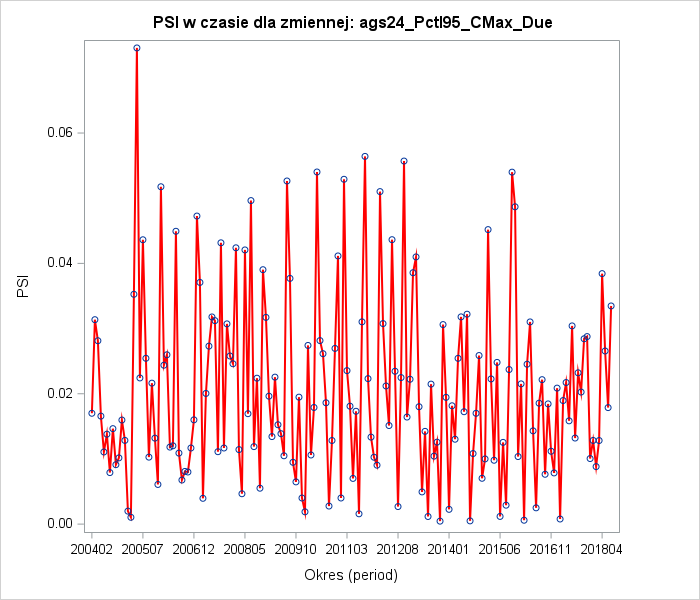 PSI w czasie dla zmiennej: ags24_Pctl95_CMax_Due
0.06
0.04
0.02
0.00
PSI
200402 200507 200612 200805 200910 201103 201208 201401 201506 201611 201804
Okres (period)